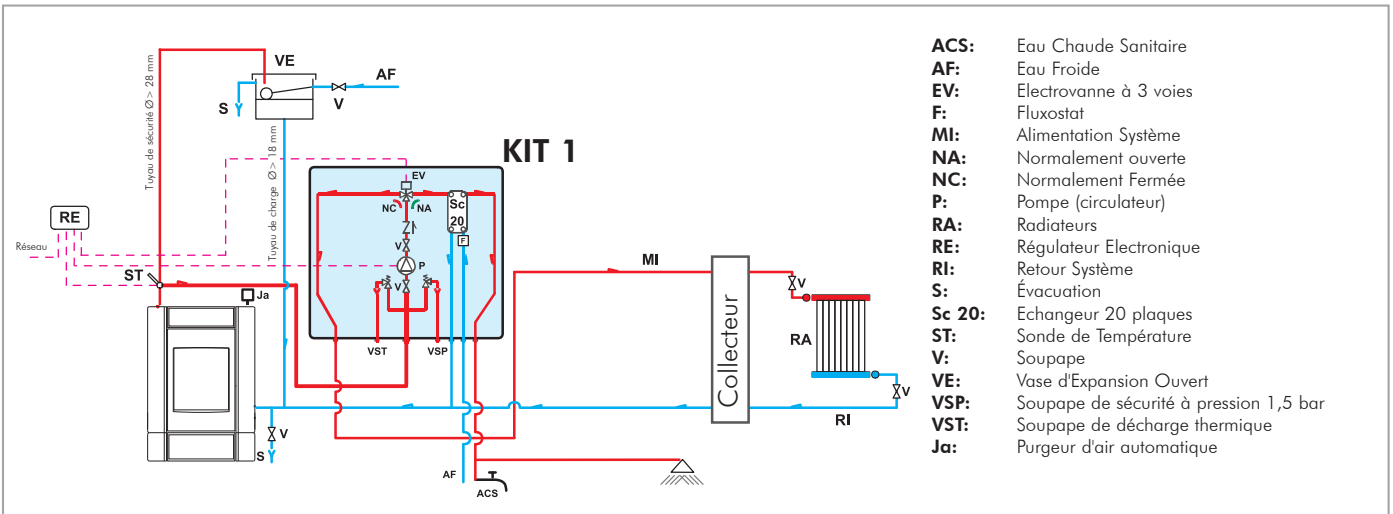 VE
AF
S
V
Tuyau de sécurité Ø > 28 mm
Tuyau de charge Ø > 18 mm
KIT 1
EV
NC
NA
Sc
20
F
V
P
V
RE
Réseau
ST
Ja
VST
VSP
MI
Collecteur
V
RA
V
RI
V
S
AF
ACS
ACS: Eau Chaude Sanitaire
AF: Eau Froide
EV: Electrovanne à 3 voies
F: Fluxostat
MI: Alimentation Système
NA: Normalement ouverte
NC: Normalement Fermée
P: Pompe (circulateur)
RA: Radiateurs
RE: Régulateur Electronique
RI: Retour Système
S: Évacuation
Sc 20: Echangeur 20 plaques
ST: Sonde de Température
V: Soupape
VE: Vase d'Expansion Ouvert
VSP: Soupape de sécurité à pression 1,5 bar
VST: Soupape de décharge thermique
Ja: Purgeur d'air automatique